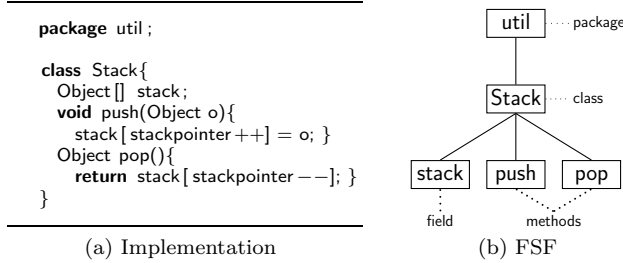 package util ;
class Stack{
Object [] stack ;
void push(Object o){
stack [ stackpointer ++] = o; }
Object pop(){
return stack [ stackpointer −−]; }
}
(a) Implementation
util
package
Stack
class
stack push pop
field methods
(b) FSF